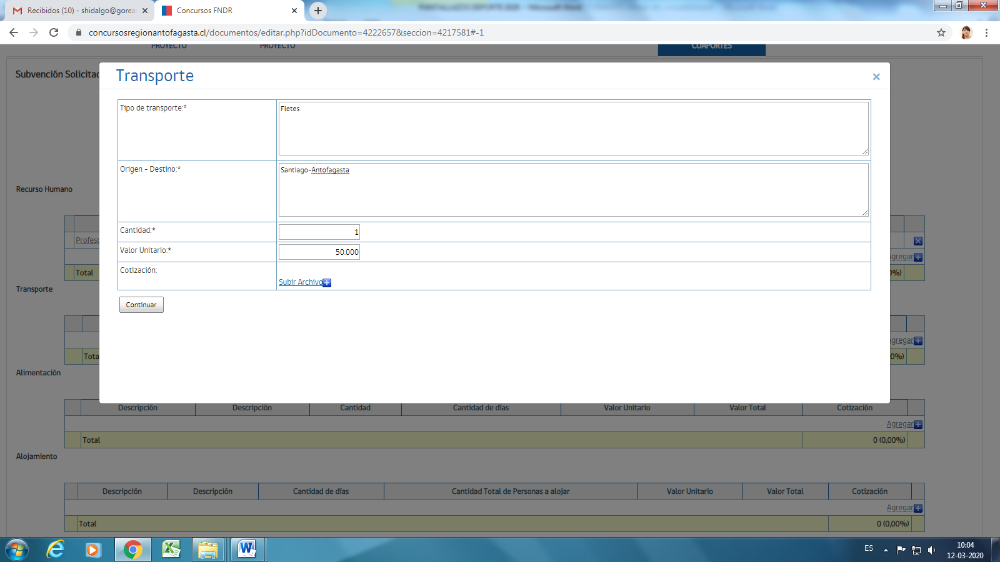 Recibidos (10) - shidalgo@gorea
Concursos FNDR
concursosregionantofagasta.cl/documentos/editar.php?idDocumento=4222657&seccion=4217581#-1
PROYECTO PROYECTO COAPORTES
Subvención Solicitad
Transporte
Tipo de transporte:* Fletes
Origen - Destino:* Santiago-Antofagasta
Cantidad:* 1
Valor Unitario:* 50.000
Cotización:
Subir Archivo
Continuar
Recurso Humano
Profeso
Agregar
Total %)
Transporte
Agregar
Tota 0%)
Alimentación
Descripción Descripción Cantidad Cantidad de días Valor Unitario Valor Total Cotización
Agregar
Total 0 (0,00%)
Alojamiento
Descripción Descripción Cantidad de días Cantidad Total de Personas a alojar Valor Unitario Valor Total Cotización
Agregar
Total 0 (0,00%)
ES
10:04
12-03-2020